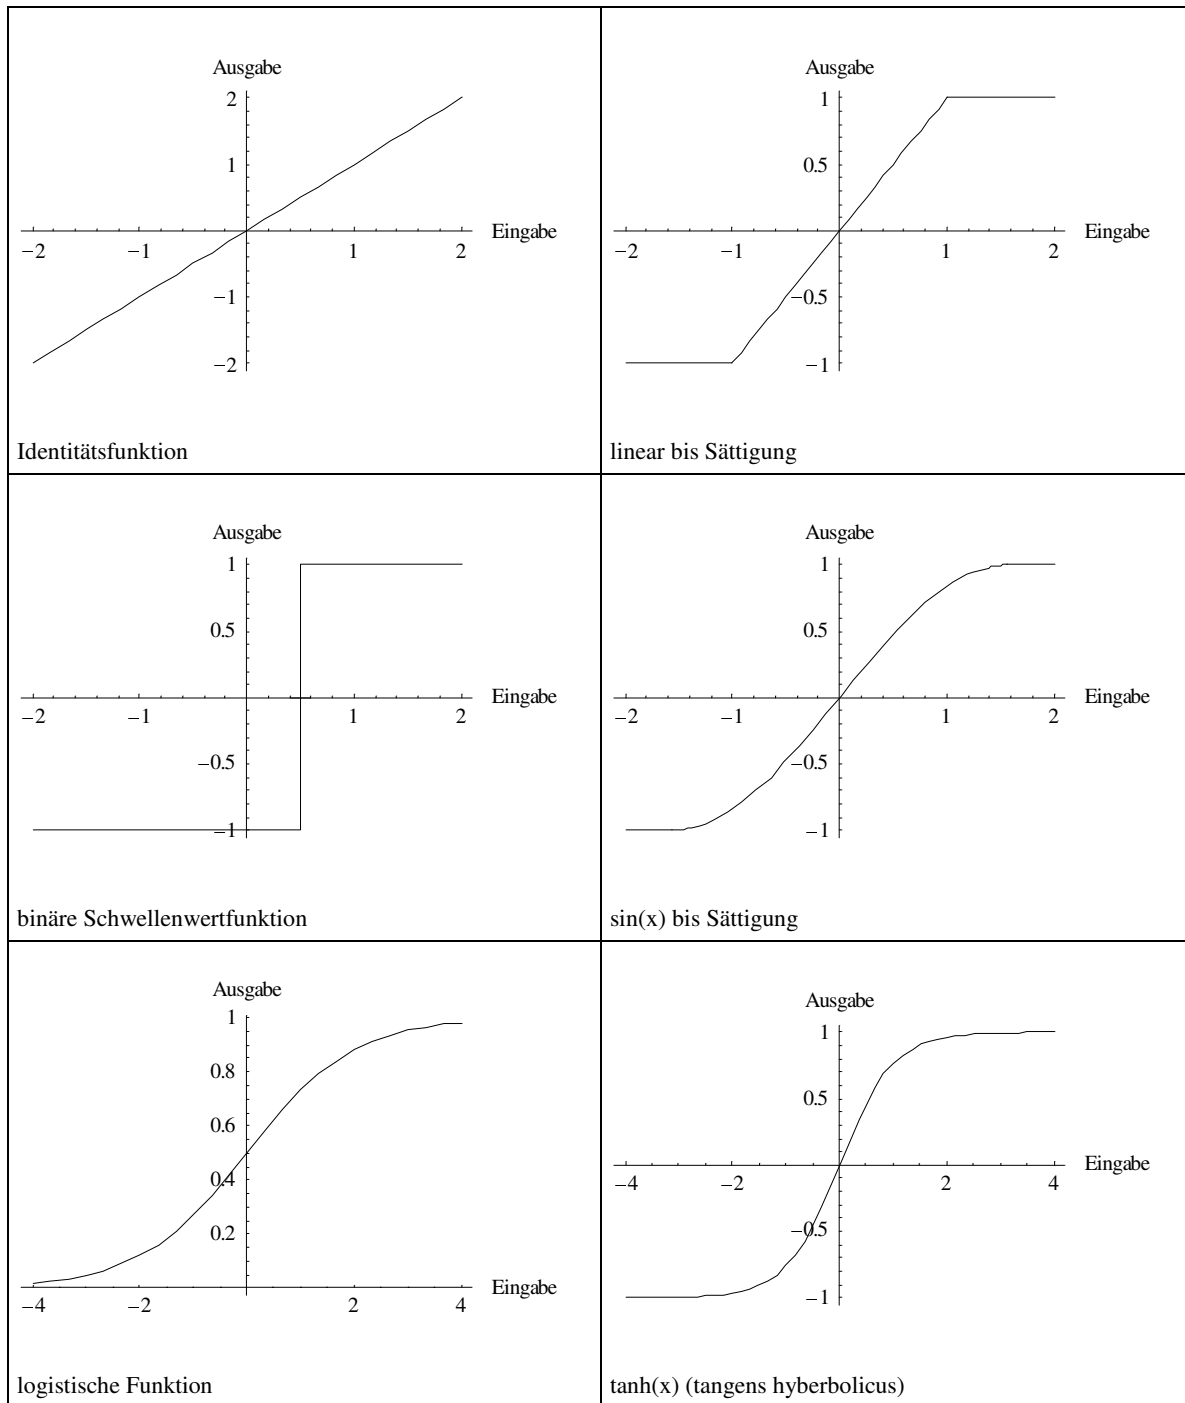 Ausgabe
2
1
Eingabe
−2 −1 1 2
−1
−2
Identitätsfunktion
Ausgabe
1
0.5
Eingabe
−2 −1 1 2
−0.5
−1
linear bis Sättigung
Ausgabe
1
0.5
Eingabe
−2 −1 1 2
−0.5
−1
binäre Schwellenwertfunktion
Ausgabe
1
0.5
Eingabe
−2 −1 1 2
−0.5
−1
sin(x) bis Sättigung
Ausgabe
1
0.8
0.6
0.4
0.2
Eingabe
−4 −2 2 4
logistische Funktion
Ausgabe
1
0.5
Eingabe
−4 −2 2 4
−0.5
−1
tanh(x) (tangens hyberbolicus)